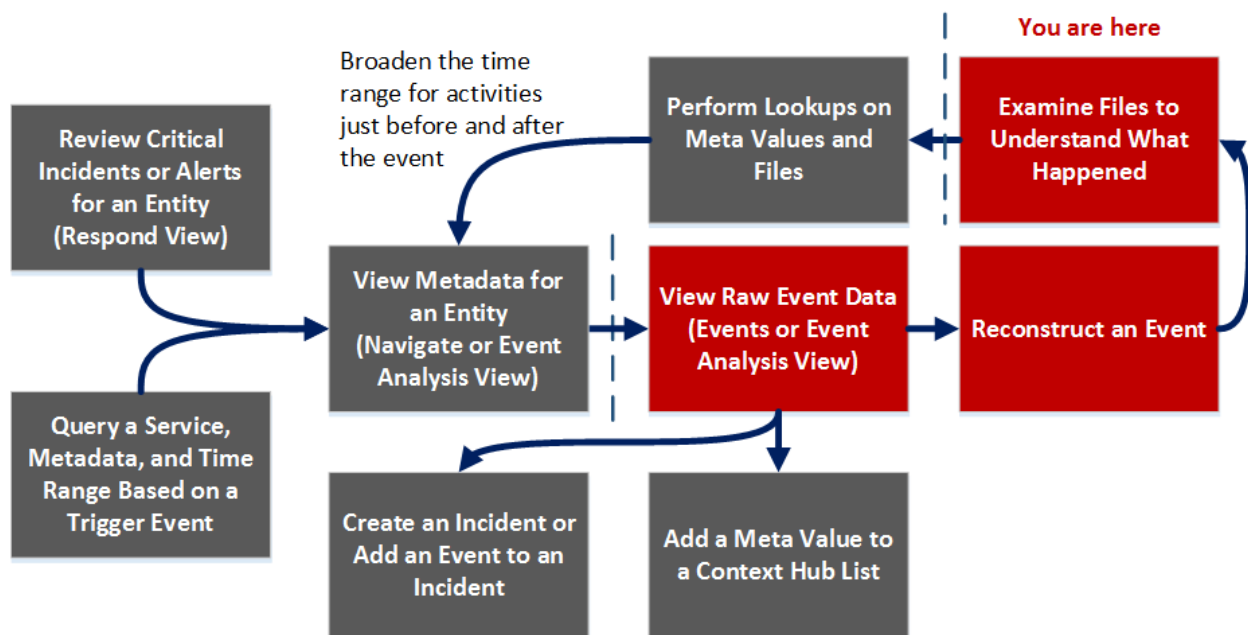 You are here
Broaden the time
range for activities
just before and after
the event
Perform Lookups on
Meta Values and
Files
Examine Files to
Understand What
Happened
Review Critical
Incidents or Alerts
for an Entity
(Respond View)
View Metadata for
an Entity
(Navigate or Event
Analysis View)
View Raw Event Data
(Events or Event
Analysis View)
Reconstruct an Event
Query a Service,
Metadata, and Time
Range Based on a
Trigger Event
Create an Incident or
Add an Event to an
Incident
Add a Meta Value to
a Context Hub List